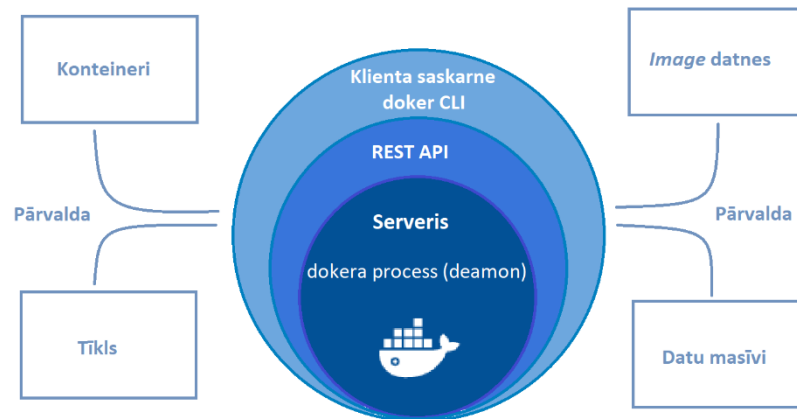 Konteineri
Image datnes
Klienta saskarne
doker CLI
REST API
Pārvalda
Serveris
Pārvalda
dokera process (deamon)
Tīkls
Datu masīvi